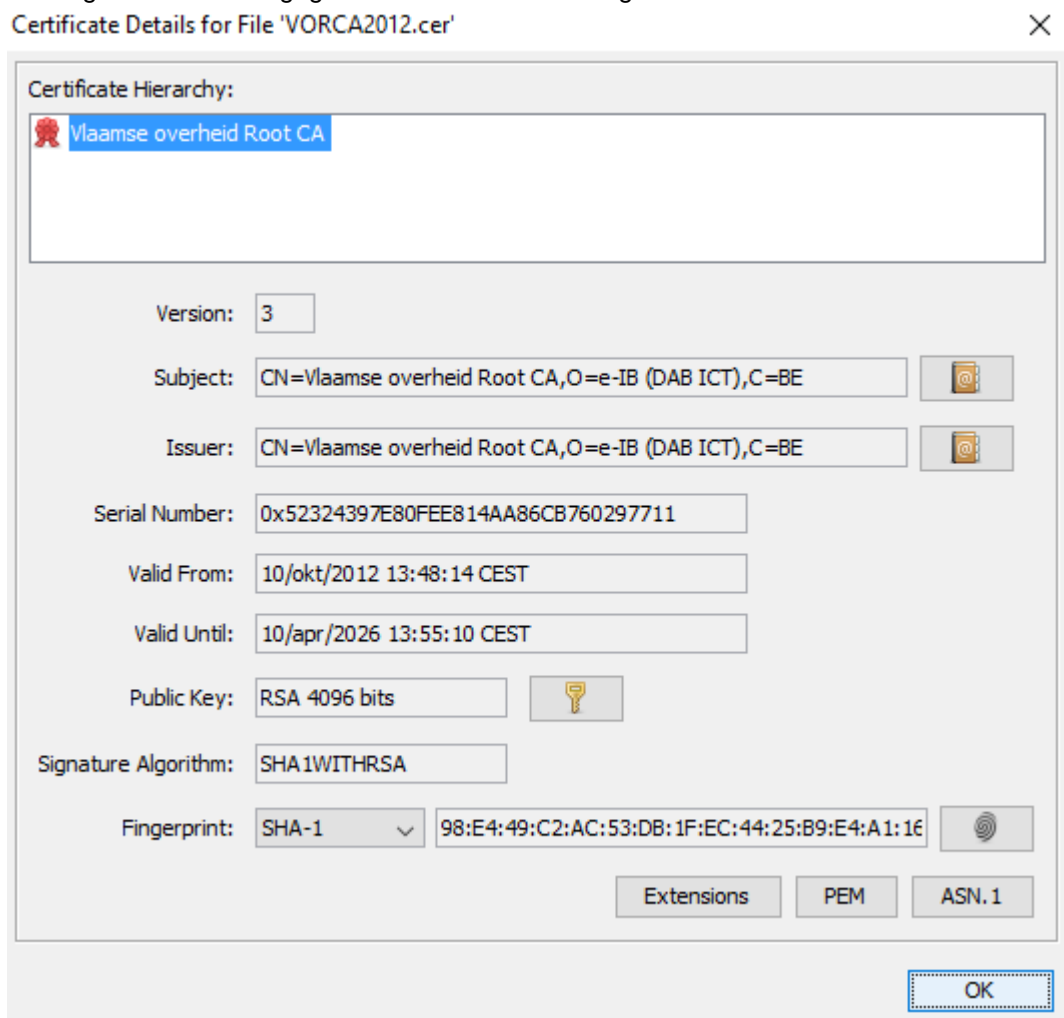 Certificate Details for File 'VORCA2012.cer'
Certificate Hierarchy:
Vlaamse overheid Root CA
Version: 3
Subject: CN=Vlaamse overheid Root CA,O=e-IB (DAB ICT),C=BE
Issuer: CN=Vlaamse overheid Root CA,O=e-IB (DAB ICT),C=BE
Serial Number: 0x52324397E80FEE814AA86CB760297711
Valid From: 10/okt/2012 13:48:14 CEST
Valid Until: 10/apr/2026 13:55:10 CEST
Public Key: RSA 4096 bits
Signature Algorithm: SHA1WITHRSA
Fingerprint: SHA-1 98:E4:49:C2:AC:53:DB:1F:EC:44:25:B9:E4:A1:16
Extensions PEM ASN.1
OK